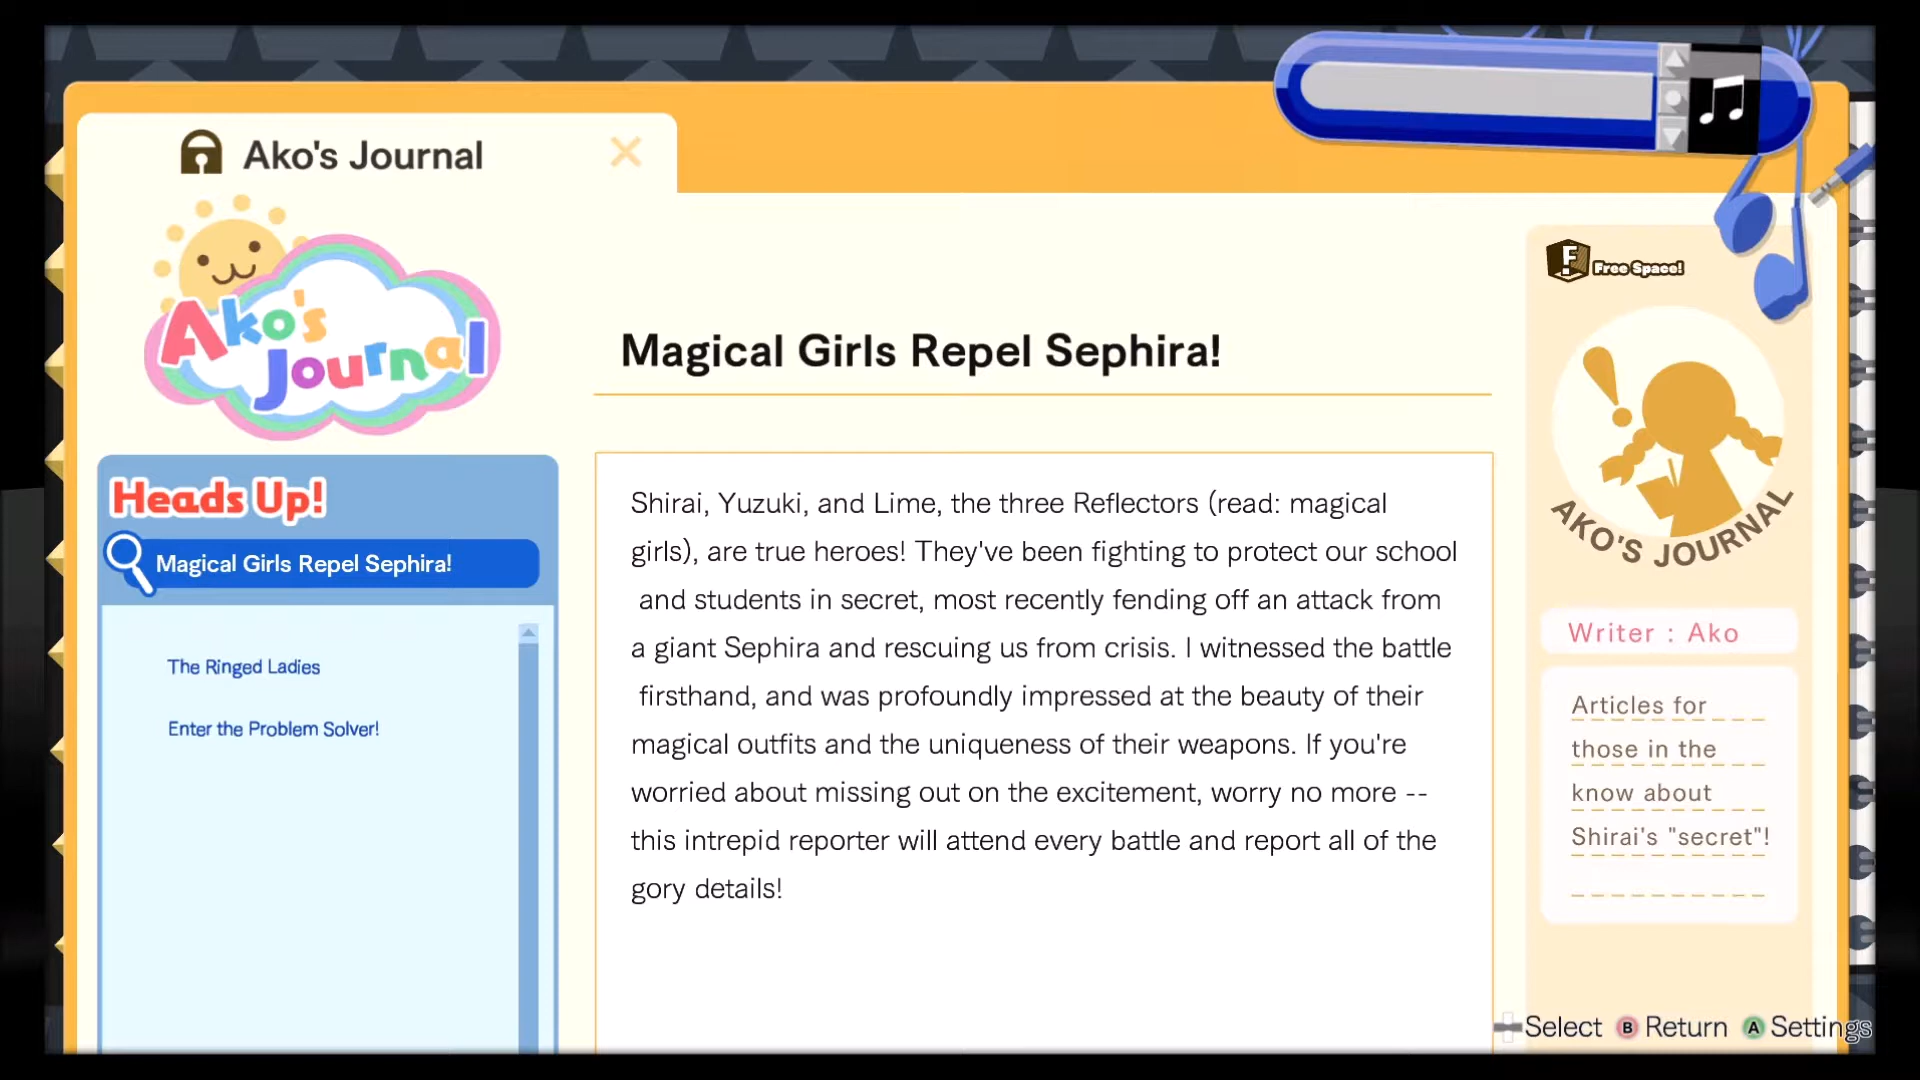 Ako's Journal
Ako's
Journal
Heads Up!
Magical Girls Repel Sephira!
The Ringed Ladies
Enter the Problem Solver!
Magical Girls Repel Sephira!
Shirai, Yuzuki, and Lime, the three Reflectors (read: magical
girls), are true heroes! They've been fighting to protect our school
and students in secret, most recently fending off an attack from
a giant Sephira and rescuing us from crisis. I witnessed the battle
firsthand, and was profoundly impressed at the beauty of their
magical outfits and the uniqueness of their weapons. If you're
worried about missing out on the excitement, worry no more --
this intrepid reporter will attend every battle and report all of the
gory details!
F! Free Space!
AKO'S JOURNAL
Writer : Ako
Articles for
those in the
know about
Shirai's "secret"!
Select B Return A Settings